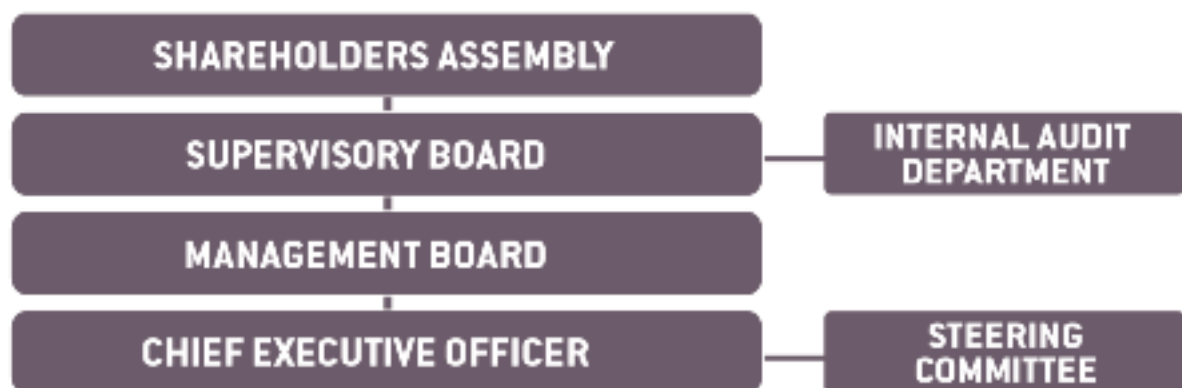 SHAREHOLDERS ASSEMBLY
SUPERVISORY BOARD
INTERNAL AUDIT
DEPARTMENT
MANAGEMENT BOARD
CHIEF EXECUTIVE OFFICER
STEERING
COMMITTEE